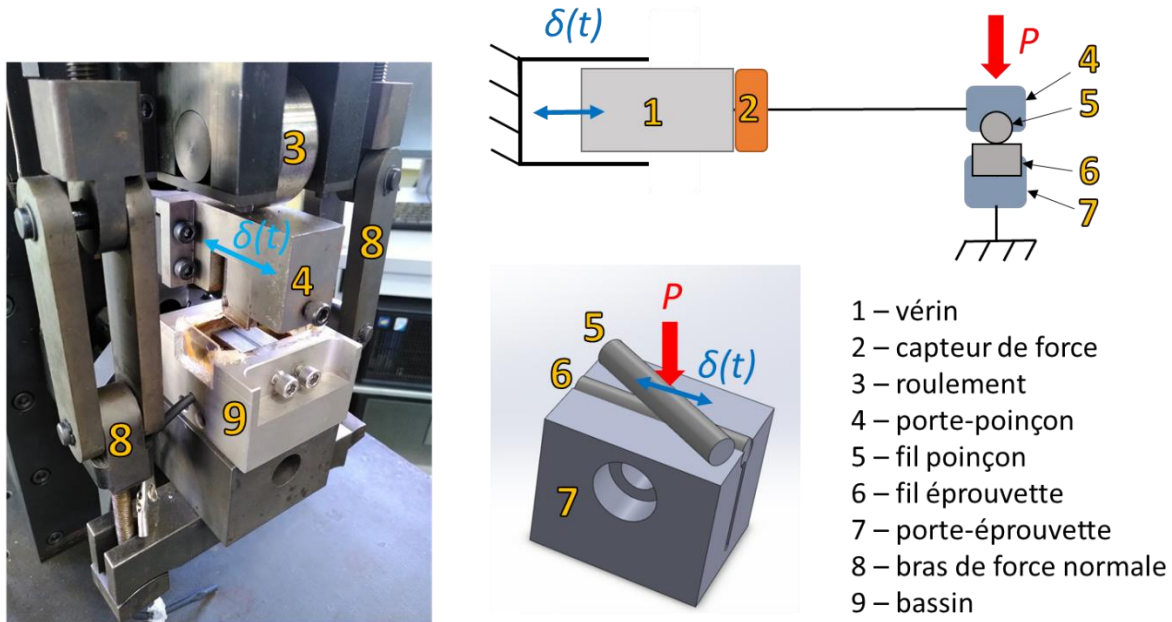 3
δ(t)
4
8
8
9
δ(t)
P
1
2
4
5
6
7
P
5
δ(t)
6
7
1 – vérin
2 – capteur de force
3 – roulement
4 – porte-poinçon
5 – fil poinçon
6 – fil éprouvette
7 – porte-éprouvette
8 – bras de force normale
9 – bassin